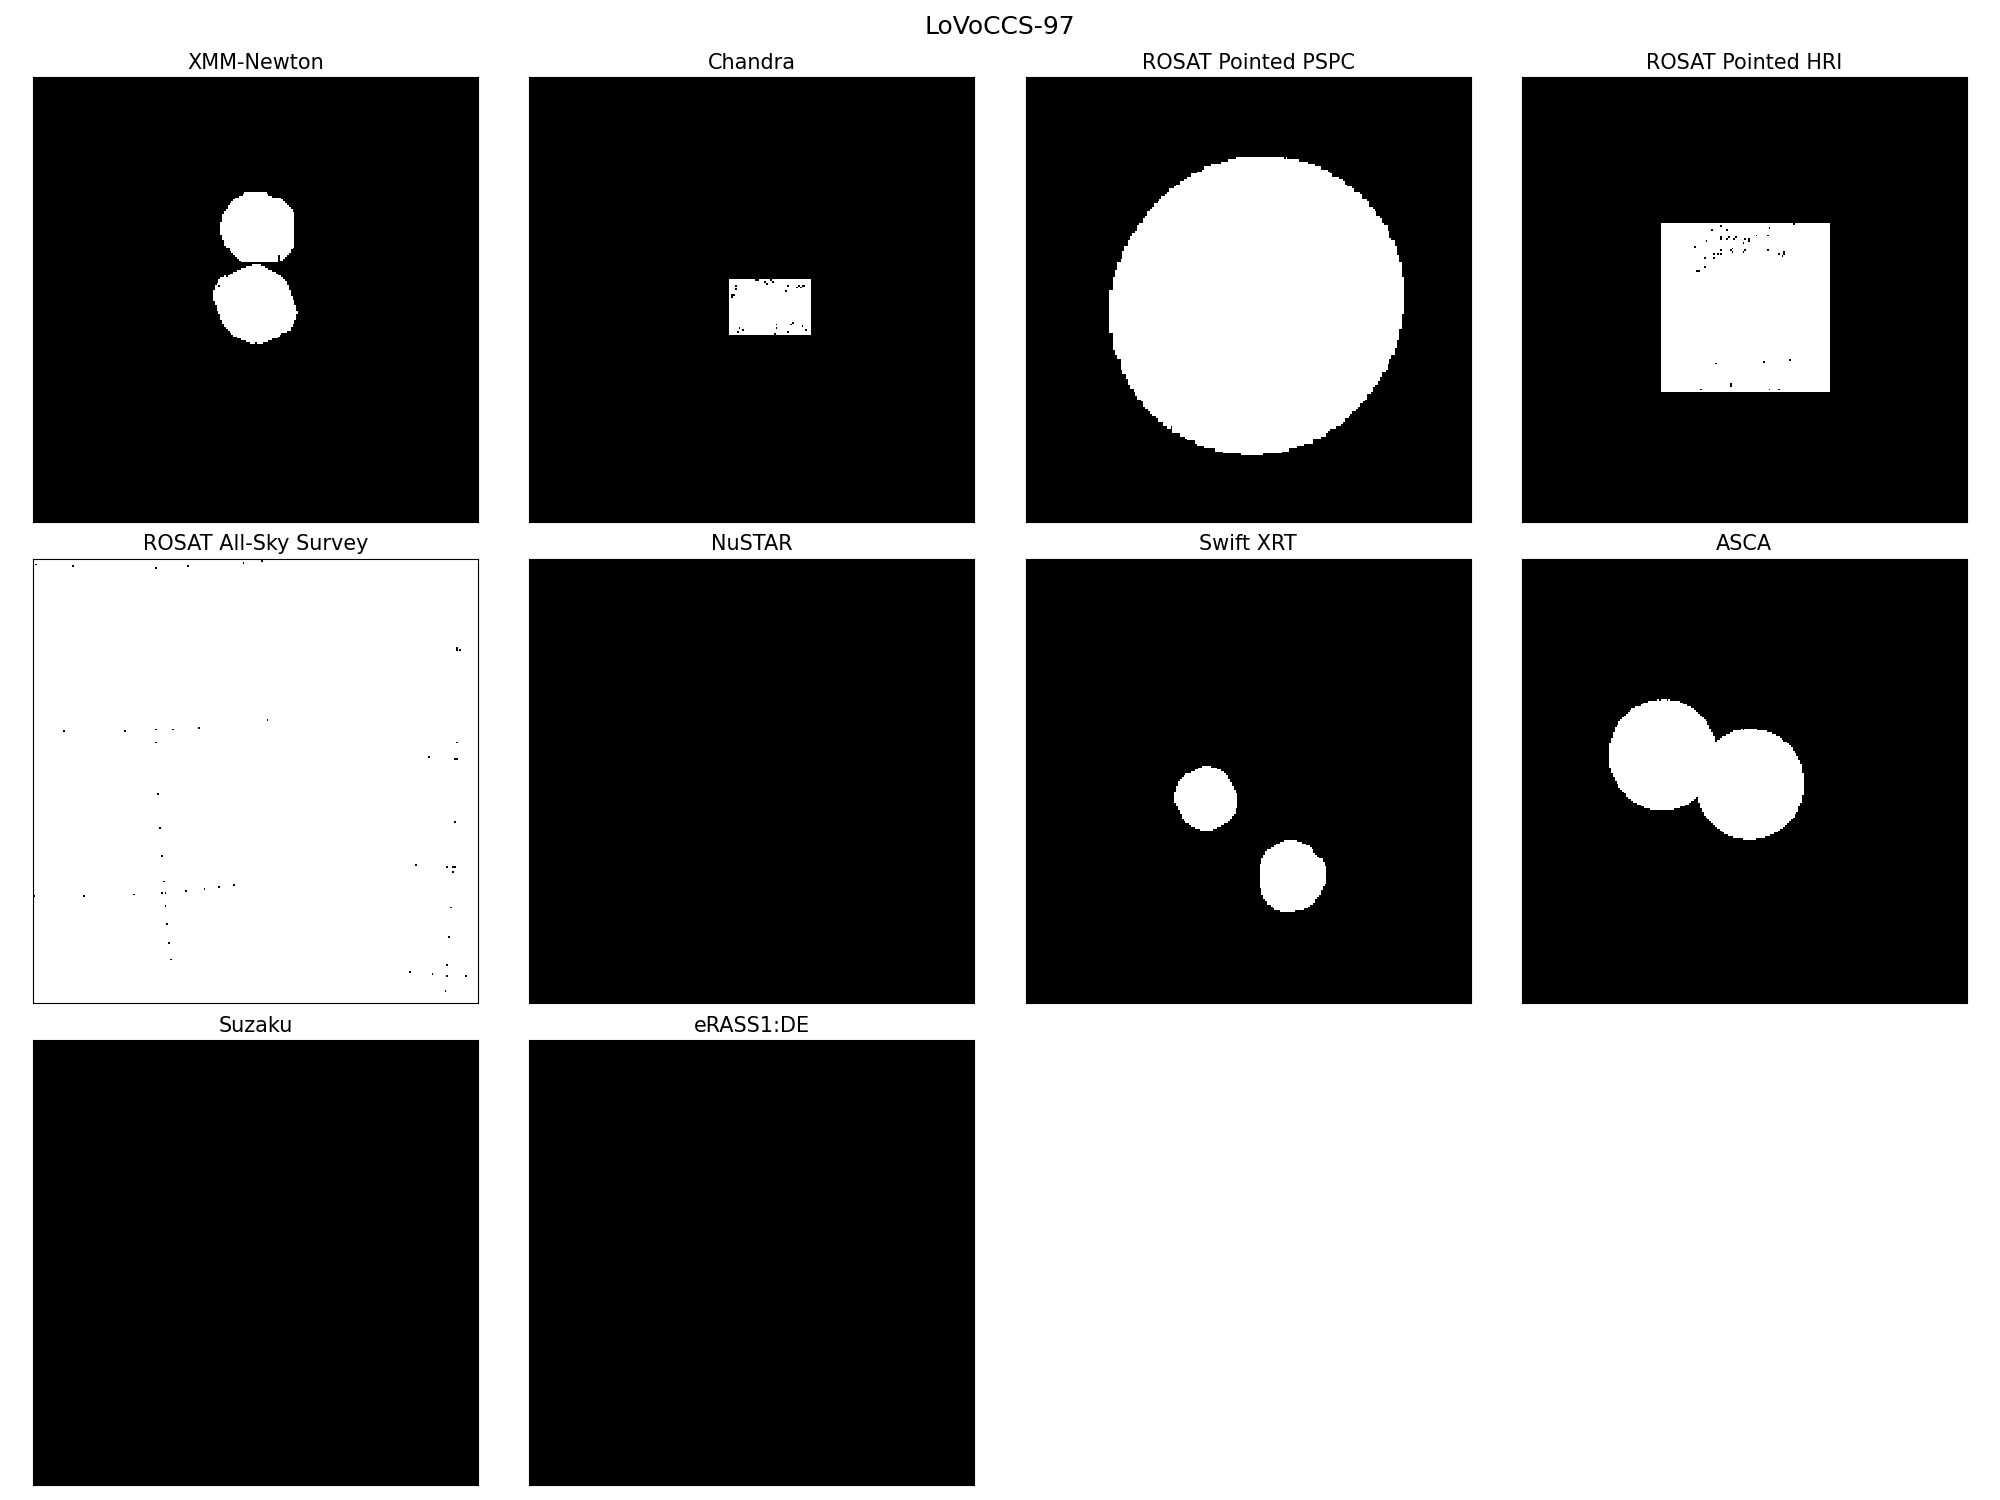 LoVoCCS-97
XMM-Newton
Chandra
ROSAT Pointed PSPC
ROSAT Pointed HRI
ROSAT All-Sky Survey
NuSTAR
Swift XRT
ASCA
Suzaku
eRASS1:DE